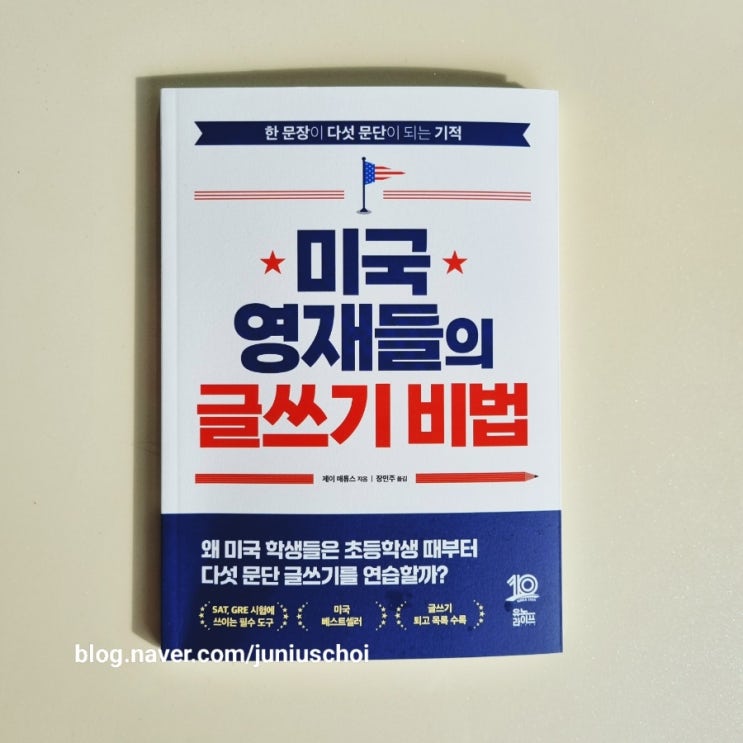 한 문장이 다섯 문단이 되는 기적
미국
영재들의
글쓰기 비법
제이 매튜스 지음 | 장민주 옮김
왜 미국 학생들은 초등학생 때부터
다섯 문단 글쓰기를 연습할까?
SAT, GRE 시험에
쓰이는 필수 도구
미국
베스트셀러
글쓰기
퇴고 목록 수록
10
유노
라이프
blog.naver.com/juniuschoi